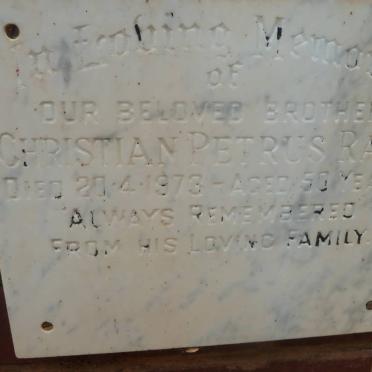 In Loving Memory
of
OUR BELOVED BROTHER
CHRISTIAN PETRUS
DIED 20·4·1973 - AGED 50 YEA
ALWAYS REMEMBERED
FROM HIS LOVING FAMILY.